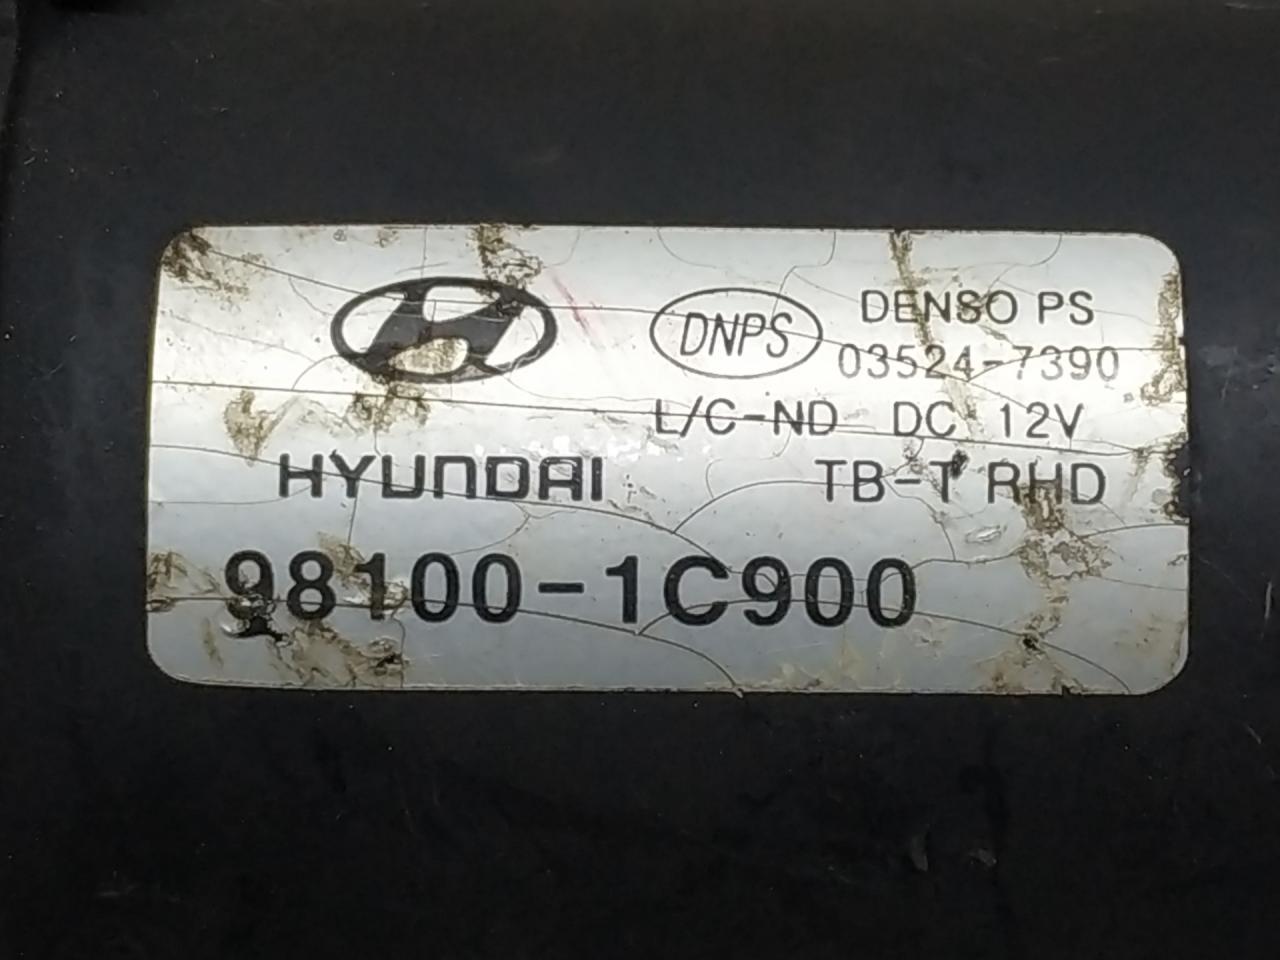 DNPS
DENSO PS
03524-7390
L/C-ND DC 12V
HYUNDAI
TB-T RHD
98100-1C900